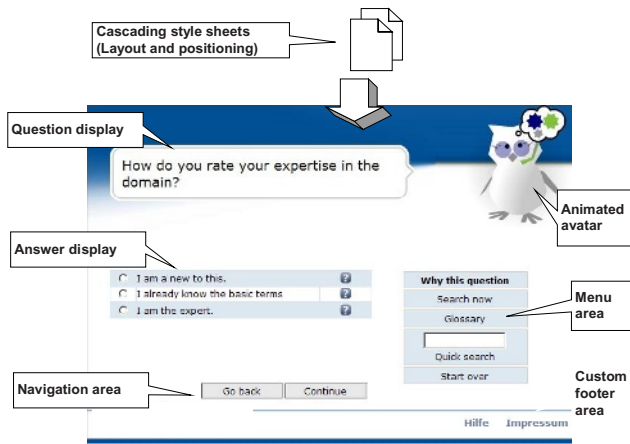 Cascading style sheets
(Layout and positioning)
Question display
How do you rate your expertise in the
domain?
Animated
avatar
Answer display
I am a new to this.
I already know the basic terms
I am the expert.
Why this question
Search now
Glossary
Quick search
Start over
Menu
area
Navigation area
Go back
Continue
Custom
footer
area
Hilfe
Impressum